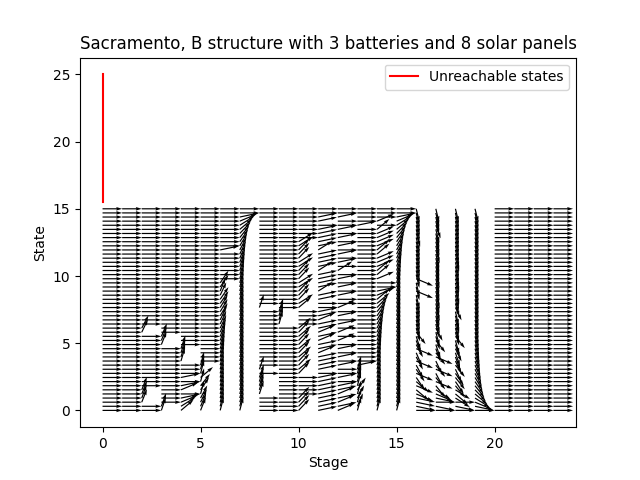 Sacramento, B structure with 3 batteries and 8 solar panels
Unreachable states
25
20
15
10
5
0
State
0
5
10
15
20
Stage